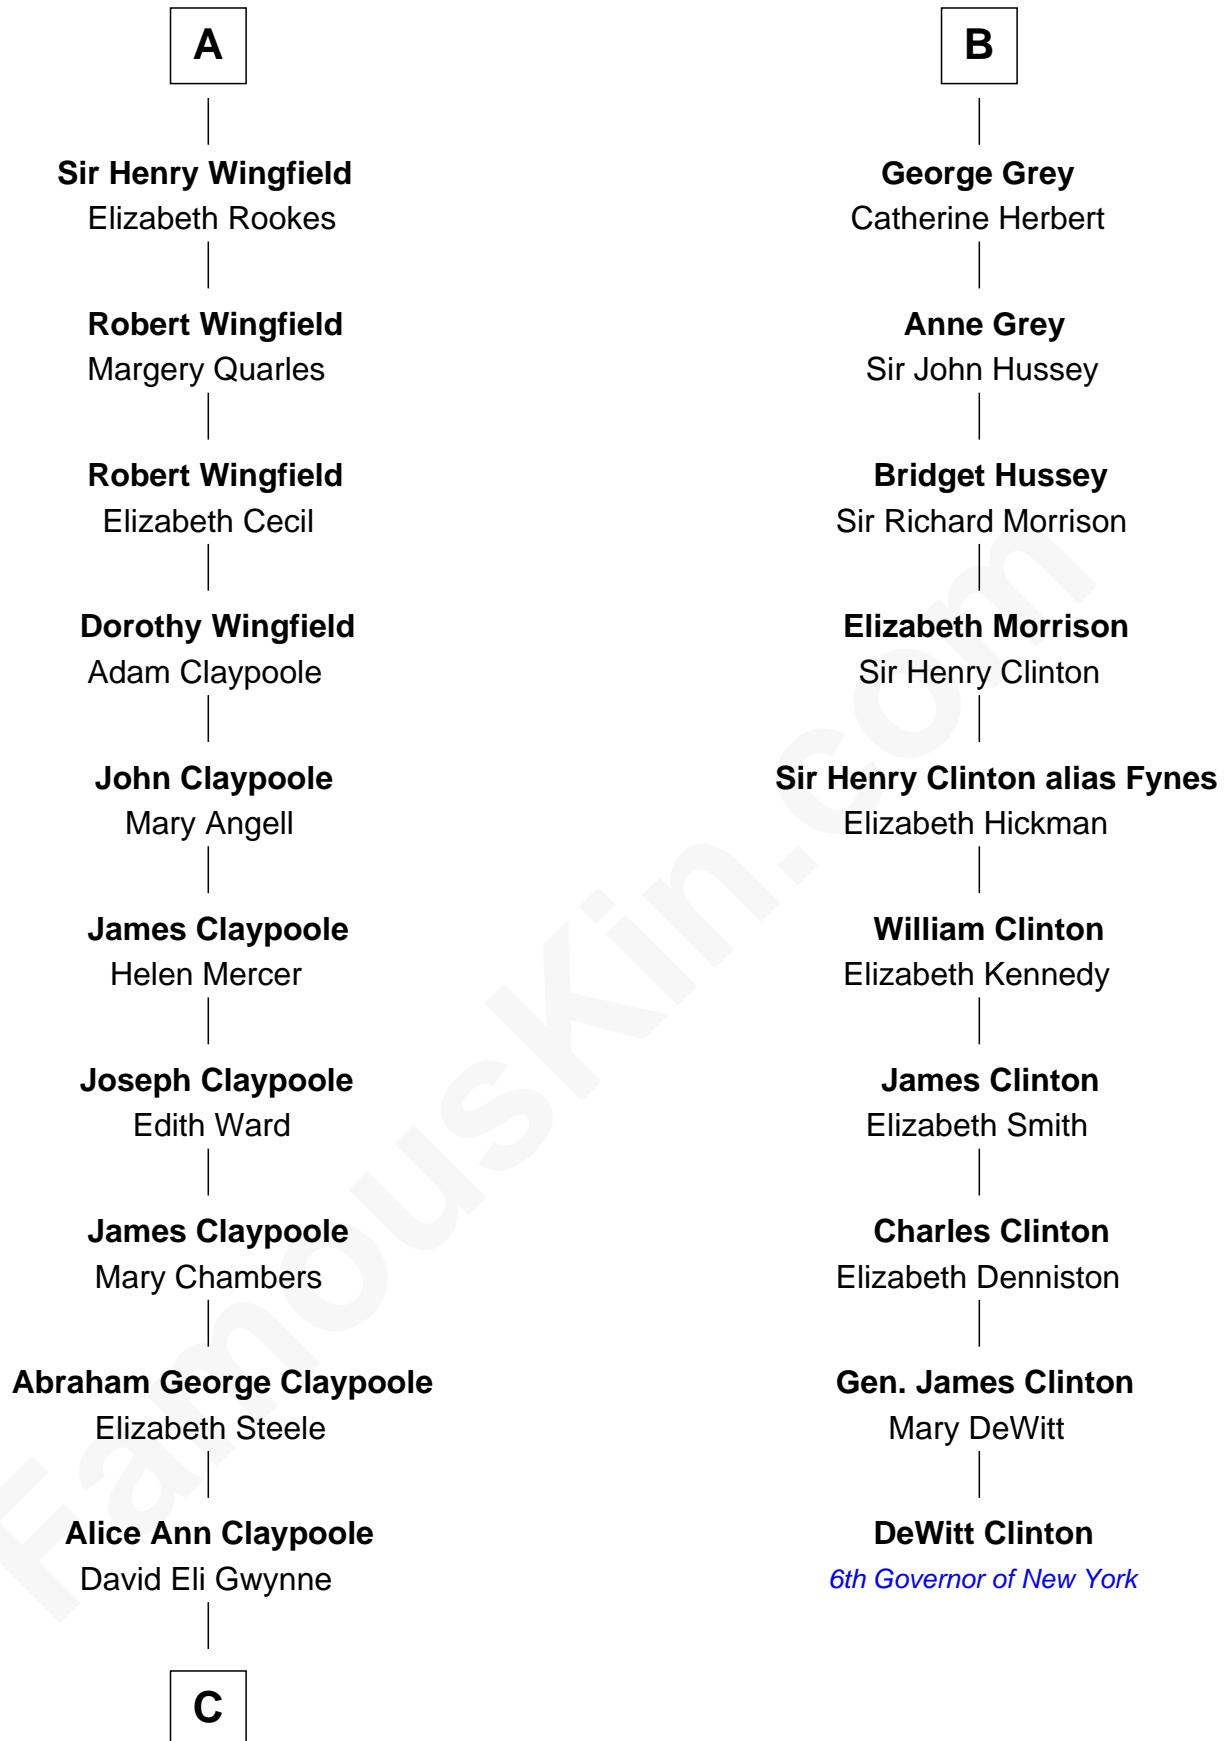 A
Sir Henry Wingfield
Elizabeth Rookes
Robert Wingfield
Margery Quarles
Robert Wingfield
Elizabeth Cecil
Dorothy Wingfield
Adam Claypoole
John Claypoole
Mary Angell
James Claypoole
Helen Mercer
Joseph Claypoole
Edith Ward
James Claypoole
Mary Chambers
Abraham George Claypoole
Elizabeth Steele
Alice Ann Claypoole
David Eli Gwynne
C
B
George Grey
Catherine Herbert
Anne Grey
Sir John Hussey
Bridget Hussey
Sir Richard Morrison
Elizabeth Morrison
Sir Henry Clinton
Sir Henry Clinton alias Fynes
Elizabeth Hickman
William Clinton
Elizabeth Kennedy
James Clinton
Elizabeth Smith
Charles Clinton
Elizabeth Denniston
Gen. James Clinton
Mary DeWitt
DeWitt Clinton
6th Governor of New York
FamousKin.com